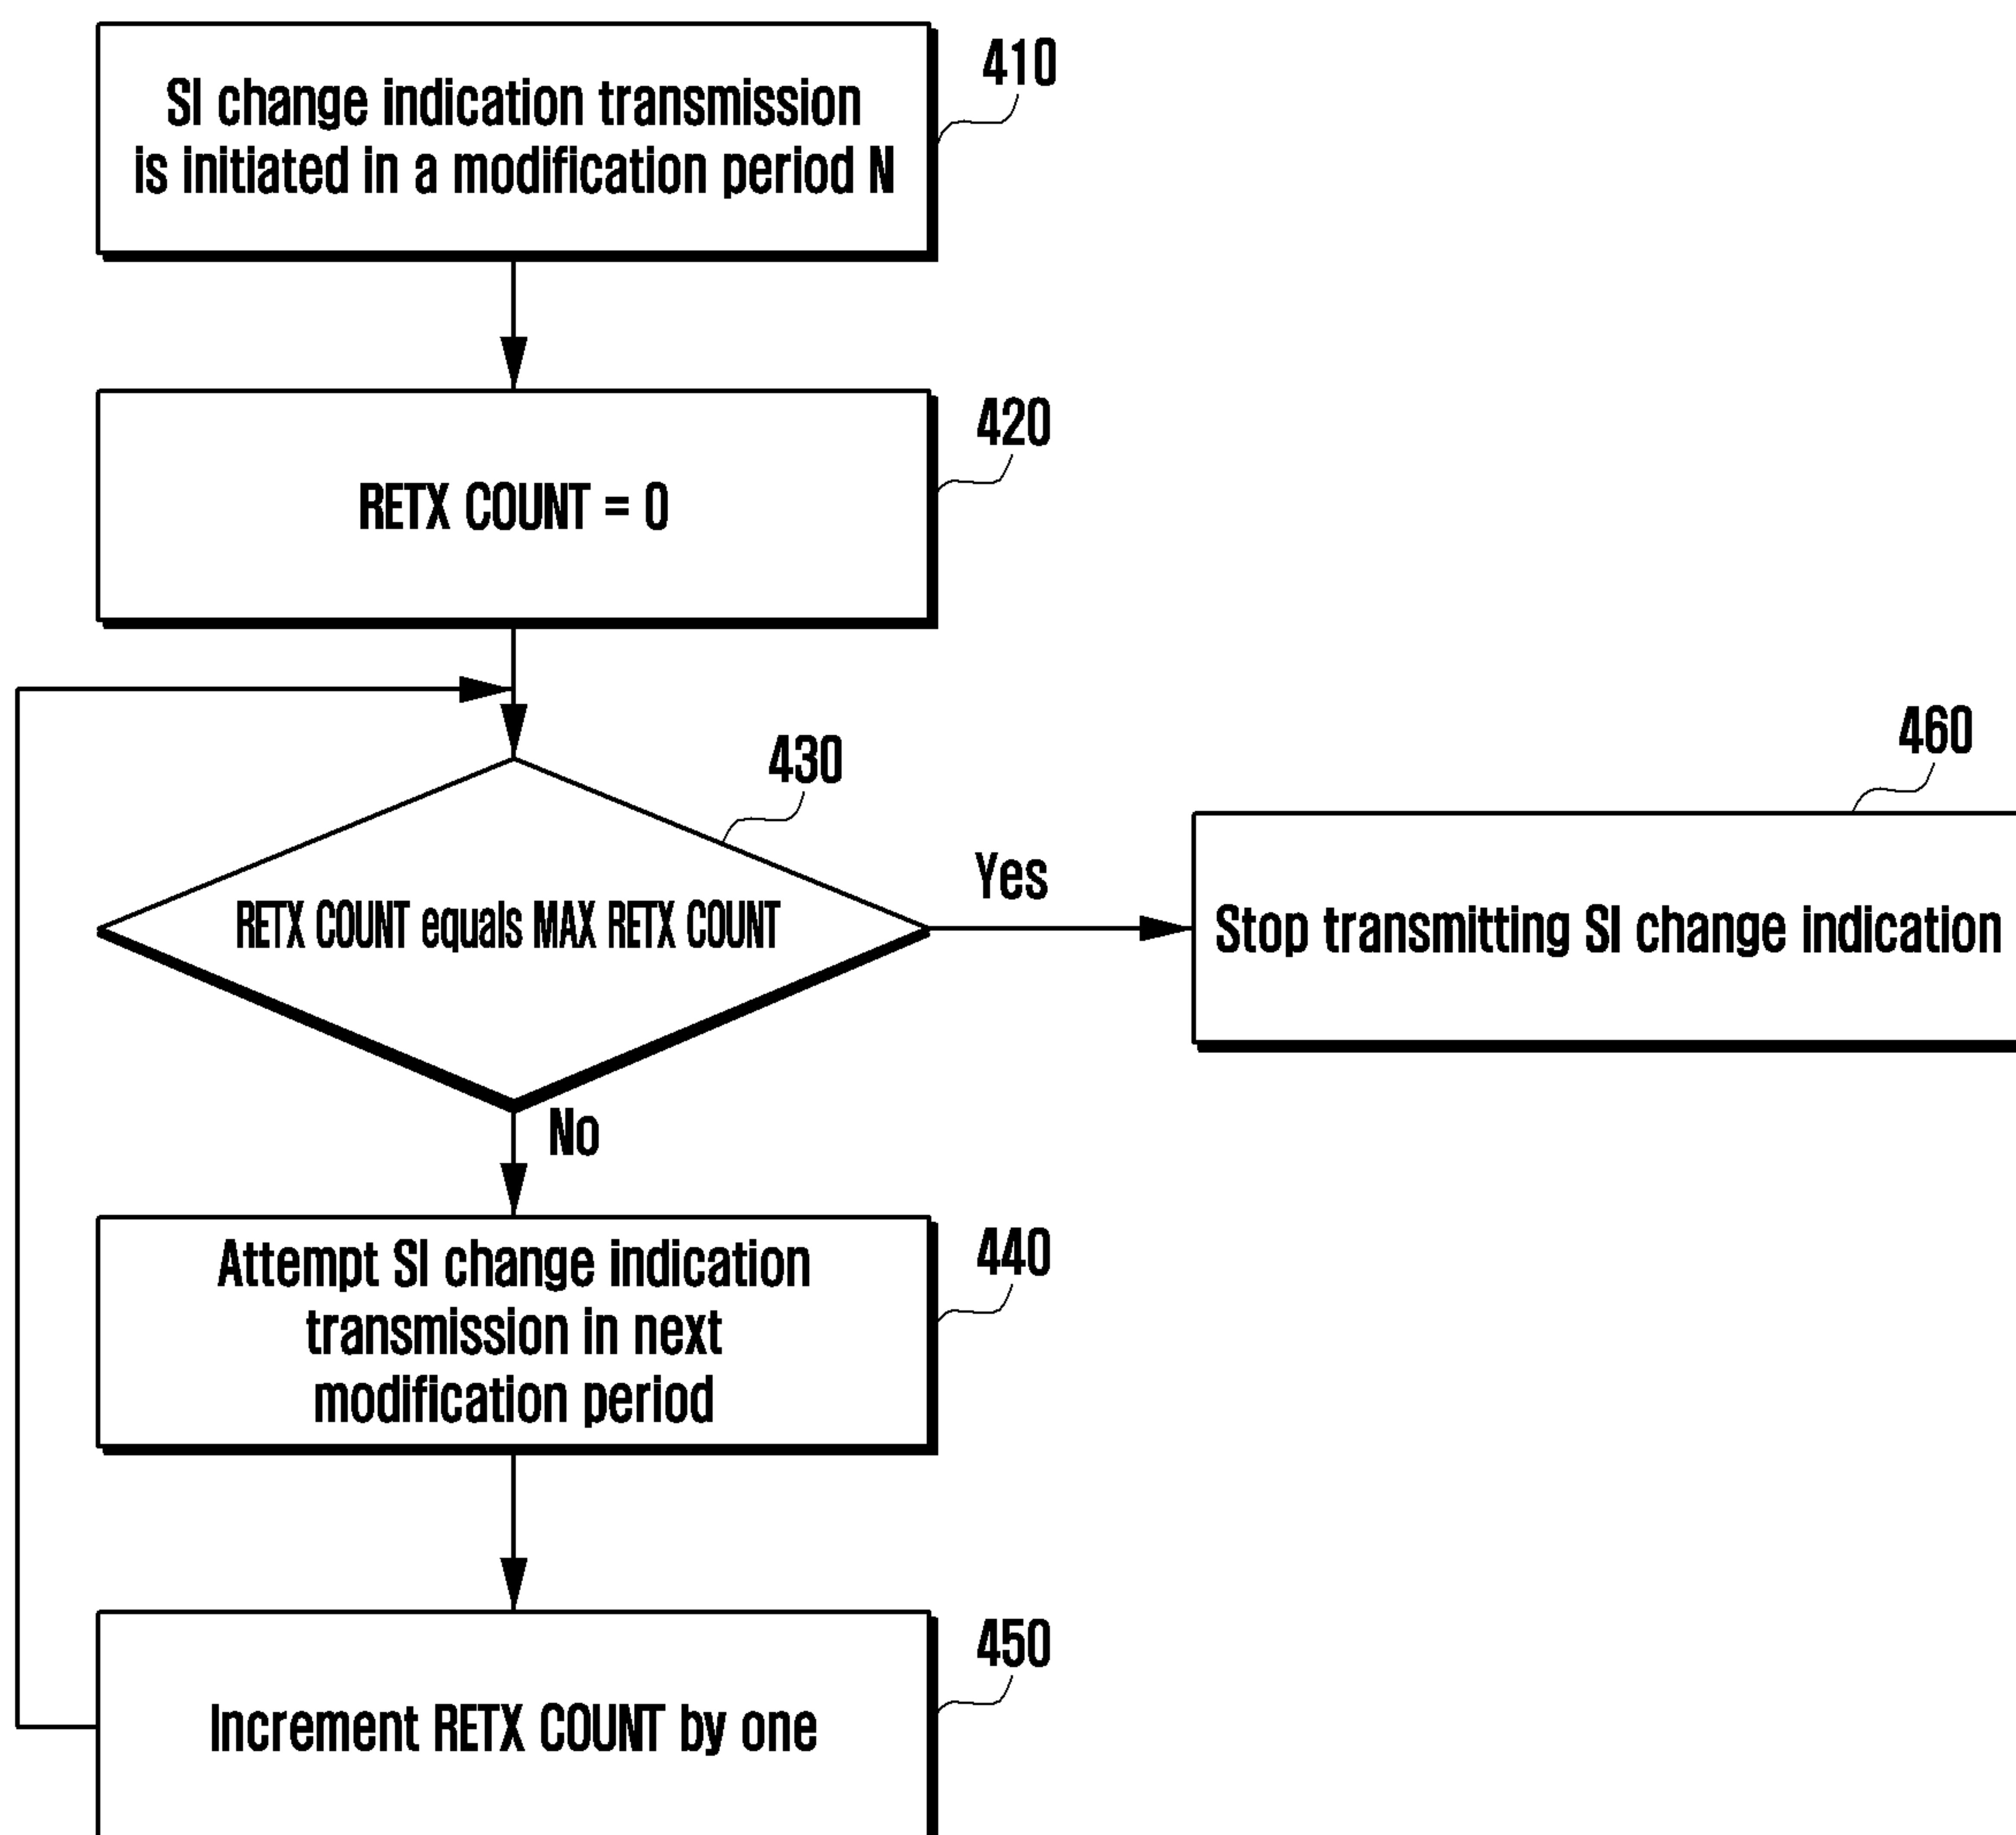 SI change indication transmission
is initiated in a modification period N
410
RETX COUNT = 0
420
430
RETX COUNT equals MAX RETX COUNT
Yes
460
Stop transmitting SI change indication
No
Attempt SI change indication
transmission in next
modification period
440
Increment RETX COUNT by one
450